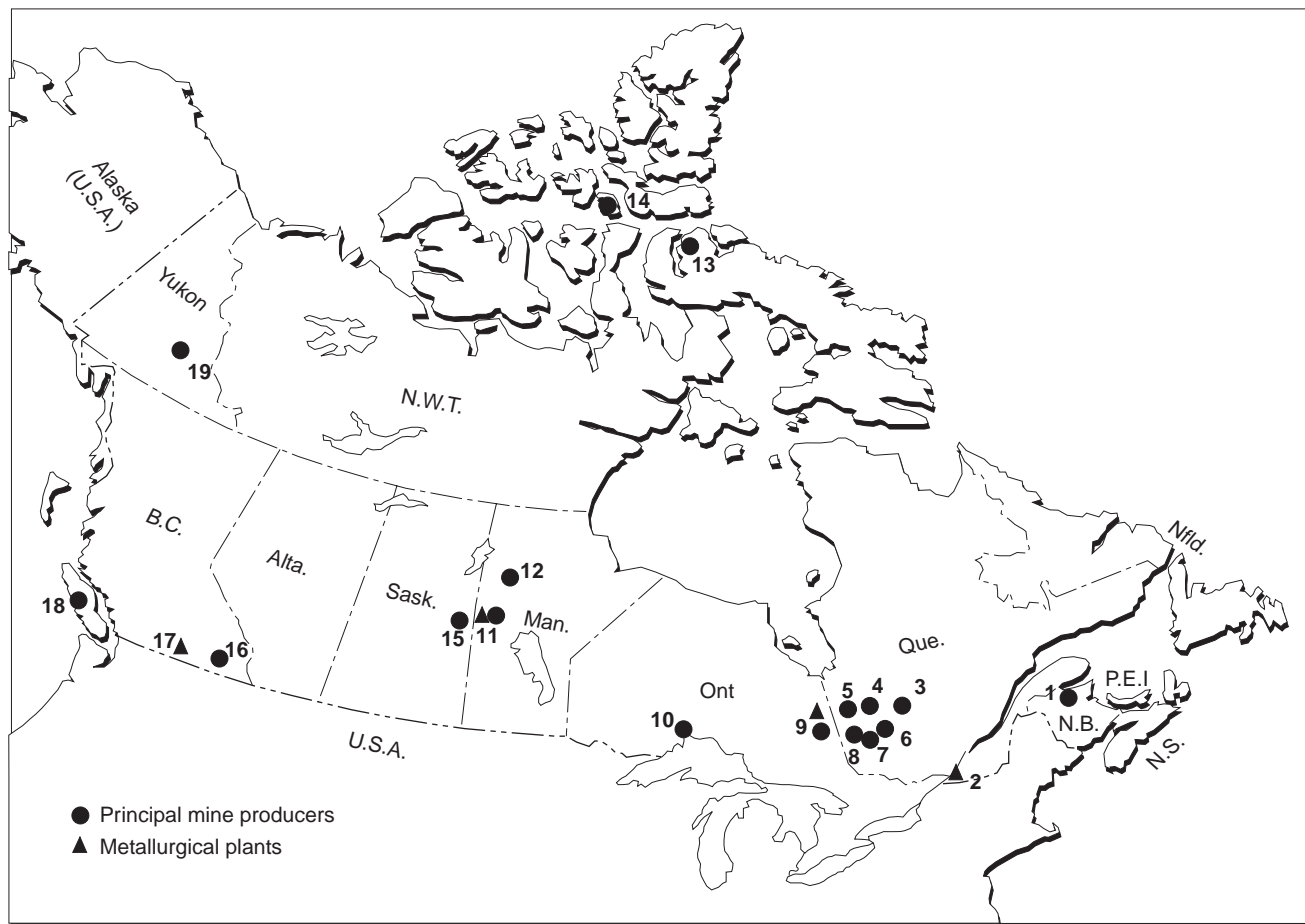 Alaska
(U.S.A.)
14
13
Yukon
19
N.W.T.
B.C.
Nfld.
Alta.
12
Sask.
18
15
11
Man.
17
16
Que.
P.E.I
1
N.B.
N.S.
Ont
5
4
3
10
9
8
7
6
2
U.S.A.
Principal mine producers
Metallurgical plants